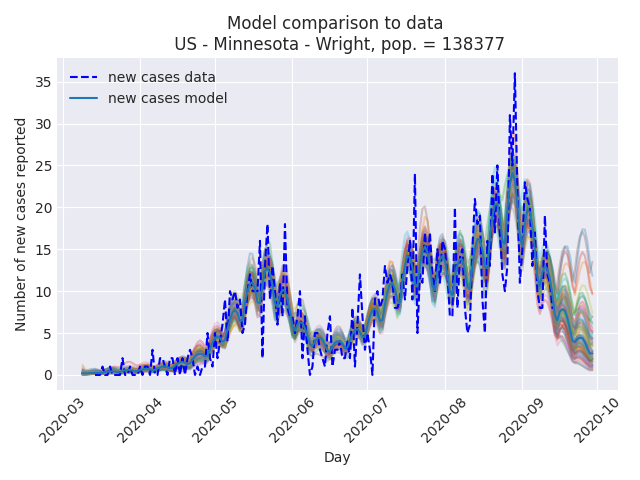 Model comparison to data
US - Minnesota - Wright, pop. = 138377
new cases data
new cases model
Number of new cases reported
35
30
25
20
15
10
5
0
2020-03
2020-04
2020-05
2020-06
2020-07
2020-08
2020-09
2020-10
Day